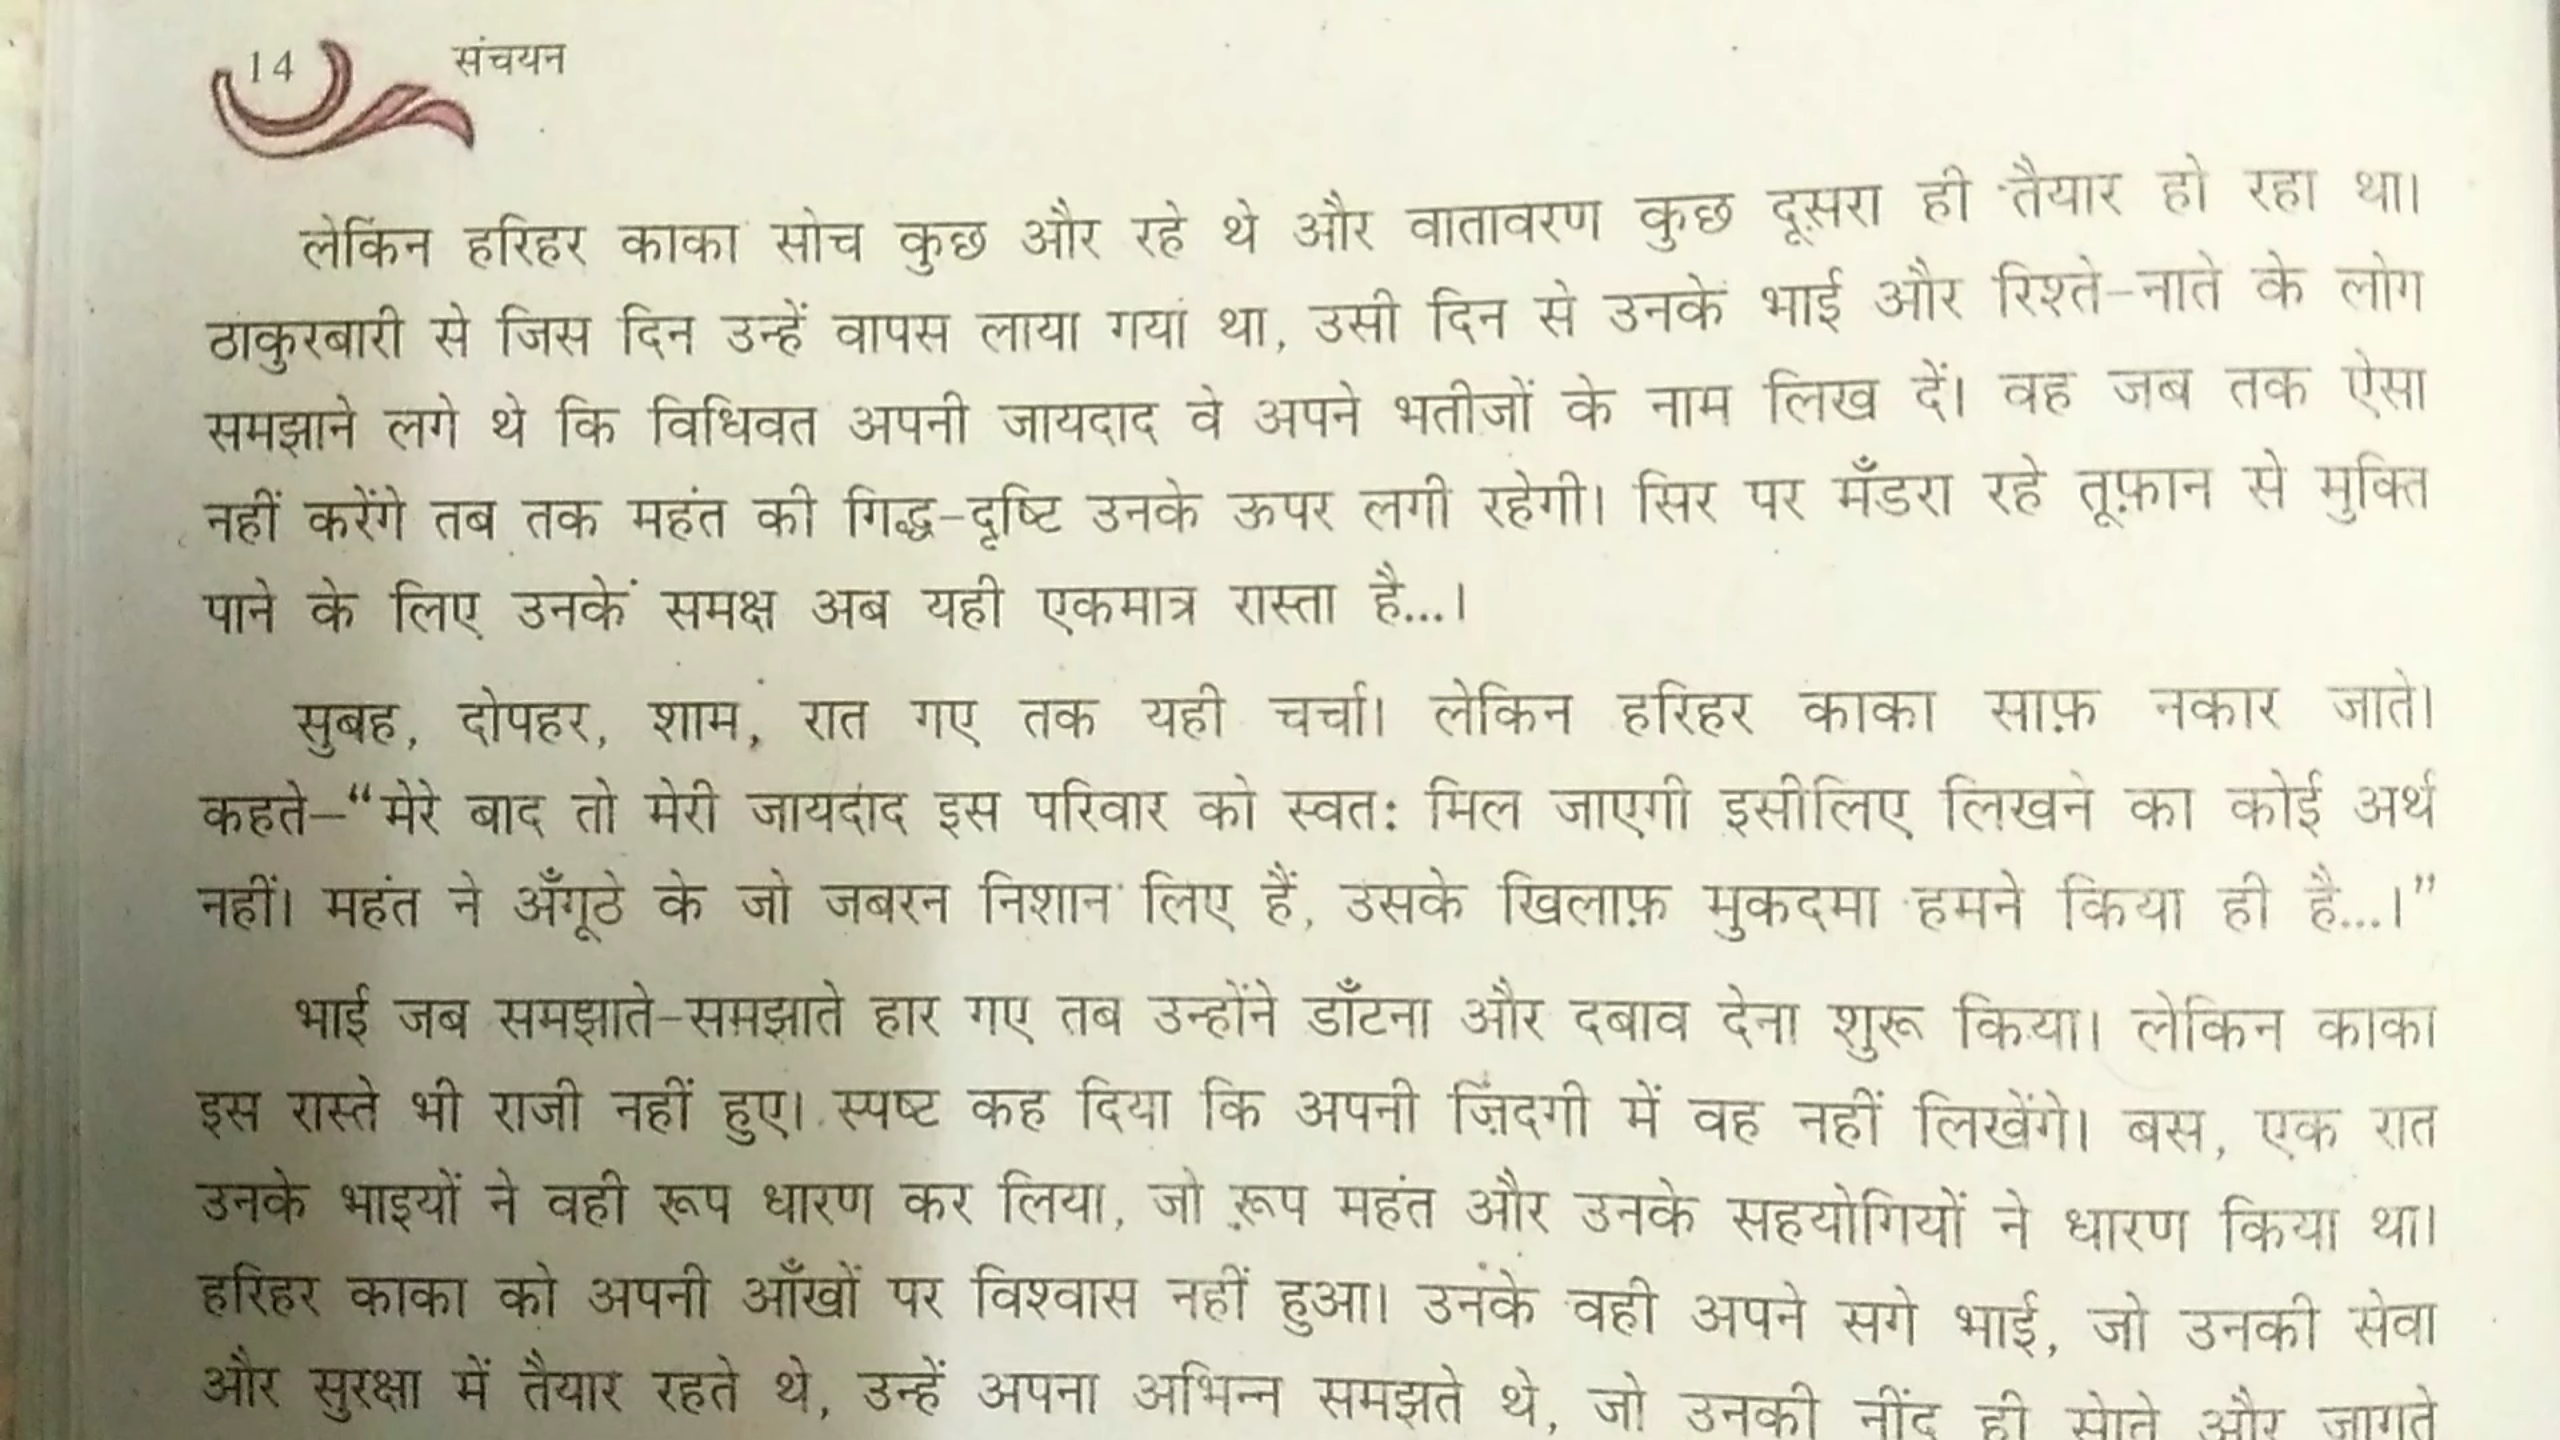 14 संचयन
लेकिन हरिहर काका सोच कुछ और रहे थे और वातावरण कुछ दूसरा ही तैयार हो रहा था।
ठाकुरबारी से जिस दिन उन्हें वापस लाया गया था, उसी दिन से उनके भाई और रिश्ते-नाते के लोग
समझाने लगे थे कि विधिवत अपनी जायदाद वे अपने भतीजों के नाम लिख दें। वह जब तक ऐसा
नहीं करेंगे तब तक महंत की गिद्ध-दृष्टि उनके ऊपर लगी रहेगी। सिर पर मँडरा रहे तूफ़ान से मुक्ति
पाने के लिए उनके समक्ष अब यही एकमात्र रास्ता है...।
सुबह, दोपहर, शाम, रात गए तक यही चर्चा। लेकिन हरिहर काका साफ़ नकार जाते।
कहते-“मेरे बाद तो मेरी जायदाद इस परिवार को स्वतः मिल जाएगी इसीलिए लिखने का कोई अर्थ
नहीं। महंत ने अँगूठे के जो जबरन निशान लिए हैं, उसके खिलाफ़ मुकदमा हमने किया ही है...।”
भाई जब समझाते-समझाते हार गए तब उन्होंने डाँटना और दबाव देना शुरू किया। लेकिन काका
इस रास्ते भी राजी नहीं हुए। स्पष्ट कह दिया कि अपनी ज़िंदगी में वह नहीं लिखेंगे। बस, एक रात
उनके भाइयों ने वही रूप धारण कर लिया, जो रूप महंत और उनके सहयोगियों ने धारण किया था।
हरिहर काका को अपनी आँखों पर विश्वास नहीं हुआ। उनके वही अपने सगे भाई, जो उनकी सेवा
और सुरक्षा में तैयार रहते थे, उन्हें अपना अभिन्न समझते थे, जो उनकी नींद ही सोते और जागते